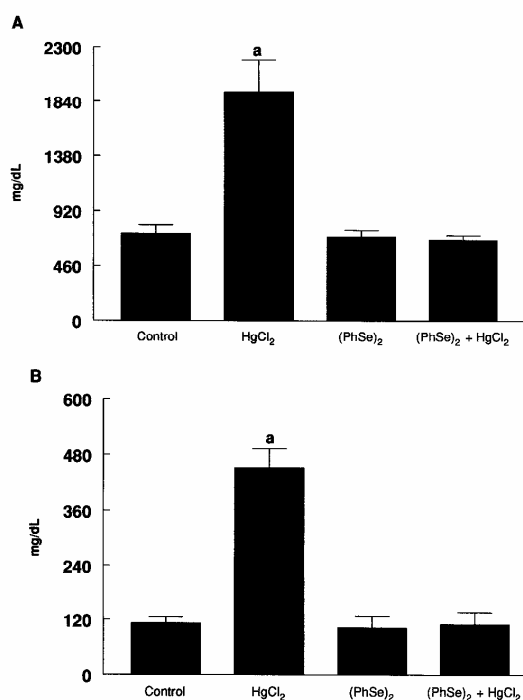 A
mg/dL
2300
1840
1380
920
460
0
a
Control
HgCl₂
(PhSe)₂
(PhSe)₂ + HgCl₂
B
mg/dL
600
480
360
240
120
0
a
Control
HgCl₂
(PhSe)₂
(PhSe)₂ + HgCl₂